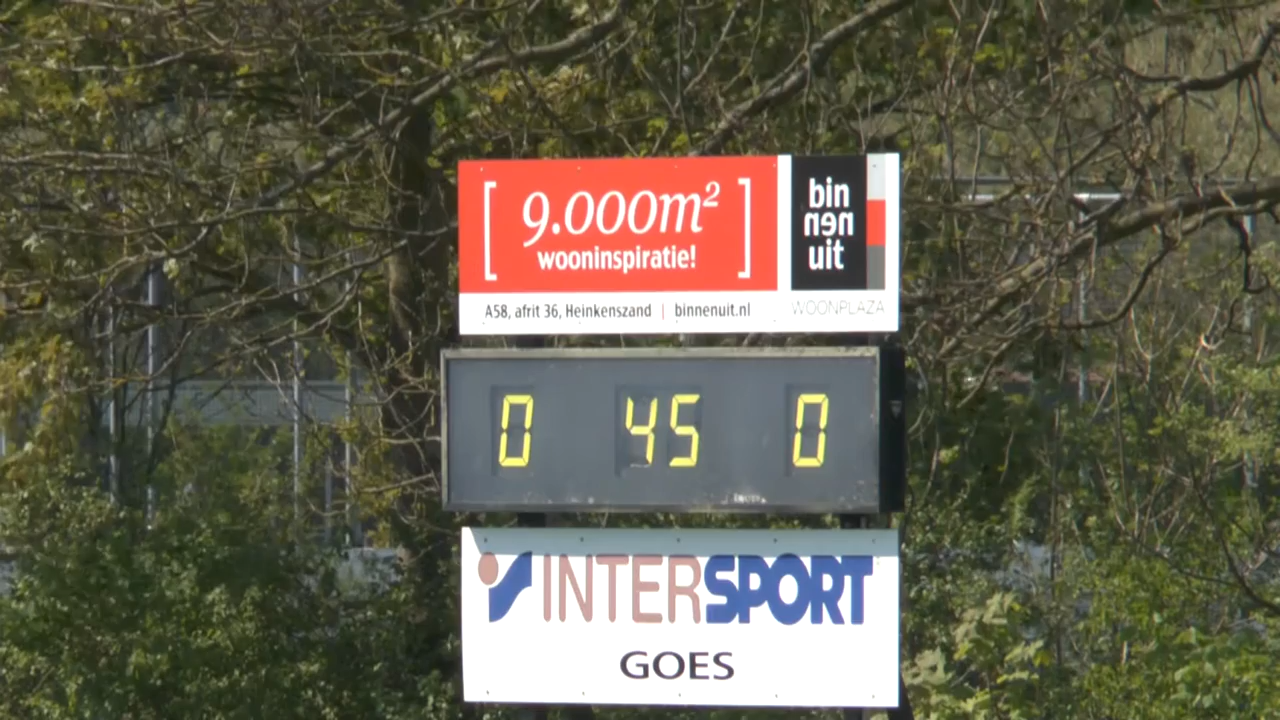 [ 9.000m² ]
wooninspiratie!
bin
nen
uit
A58, afrit 36, Heinkenszand | binnenuit.nl
WOONPLAZA
0 45 0
INTERSPORT
GOES